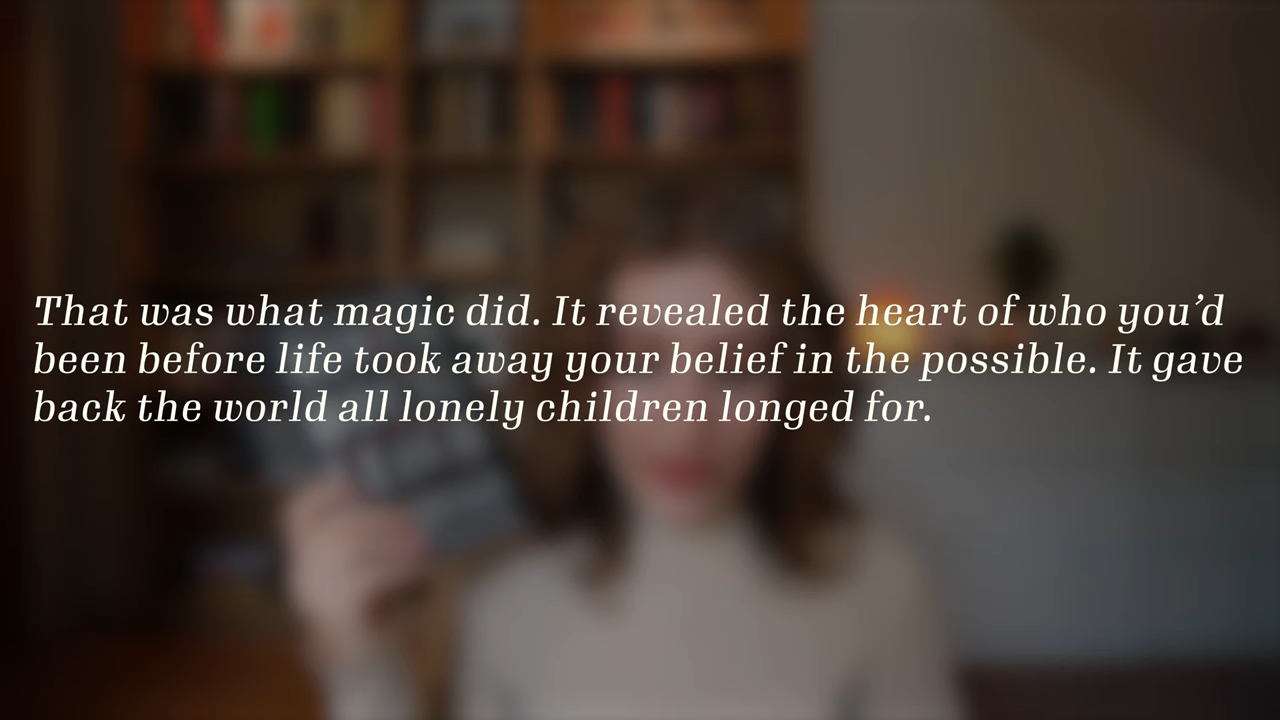 That was what magic did. It revealed the heart of who you’d
been before life took away your belief in the possible. It gave
back the world all lonely children longed for.